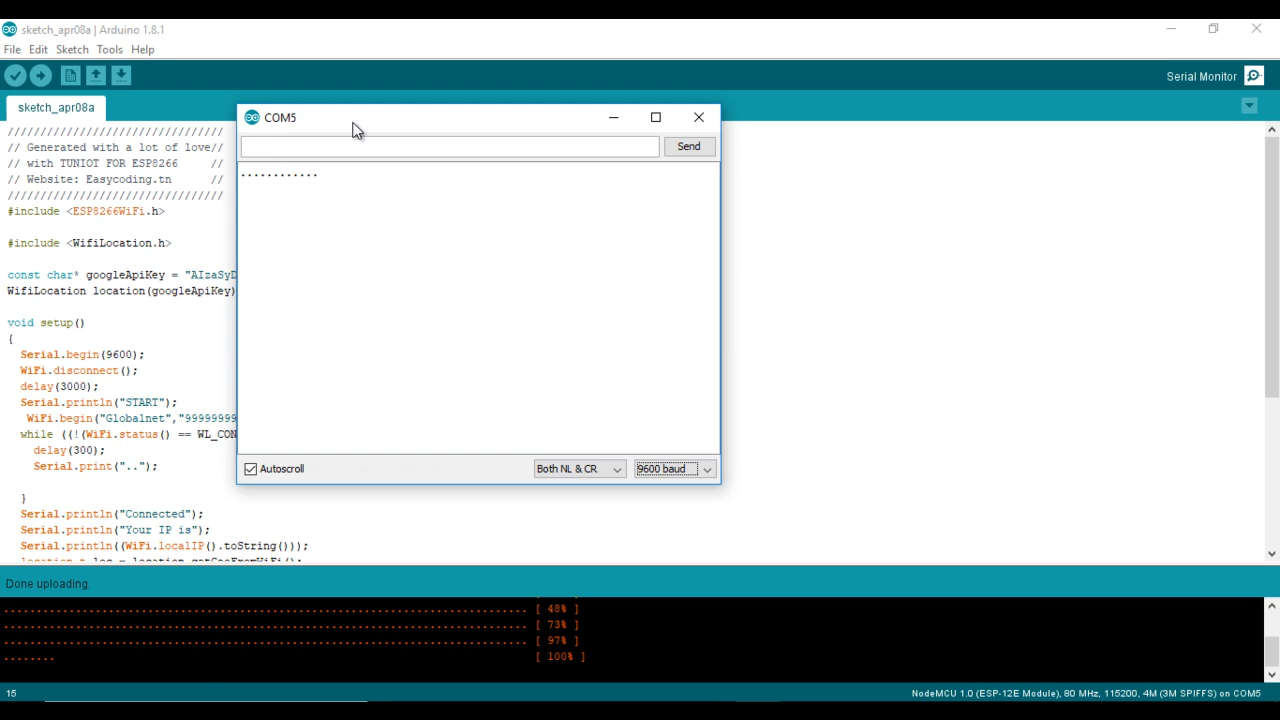 sketch_apr08a | Arduino 1.8.1
File Edit Sketch Tools Help
Serial Monitor
sketch_apr08a
COM5
Send
............
/////////////////////////////////
// Generated with a lot of love//
// with TUNIOT FOR ESP8266     //
// Website: Easycoding.tn      //
/////////////////////////////////
#include <ESP8266WiFi.h>
#include <WifiLocation.h>
const char* googleApiKey = "AIzaSyD
WifiLocation location(googleApiKey)
void setup()
{
Serial.begin(9600);
WiFi.disconnect();
delay(3000);
Serial.println("START");
WiFi.begin("Globalnet","99999999
while ((!(WiFi.status() == WL_CON
delay(300);
Serial.print("..");
}
Serial.println("Connected");
Serial.println("Your IP is");
Serial.println((WiFi.localIP().toString()));
location_t loc = location.getGeoFromWiFi();
Autoscroll
Both NL & CR
9600 baud
Done uploading.
................................................................................ [ 48% ]
................................................................................ [ 73% ]
................................................................................ [ 97% ]
........ [ 100% ]
15
NodeMCU 1.0 (ESP-12E Module), 80 MHz, 115200, 4M (3M SPIFFS) on COM5